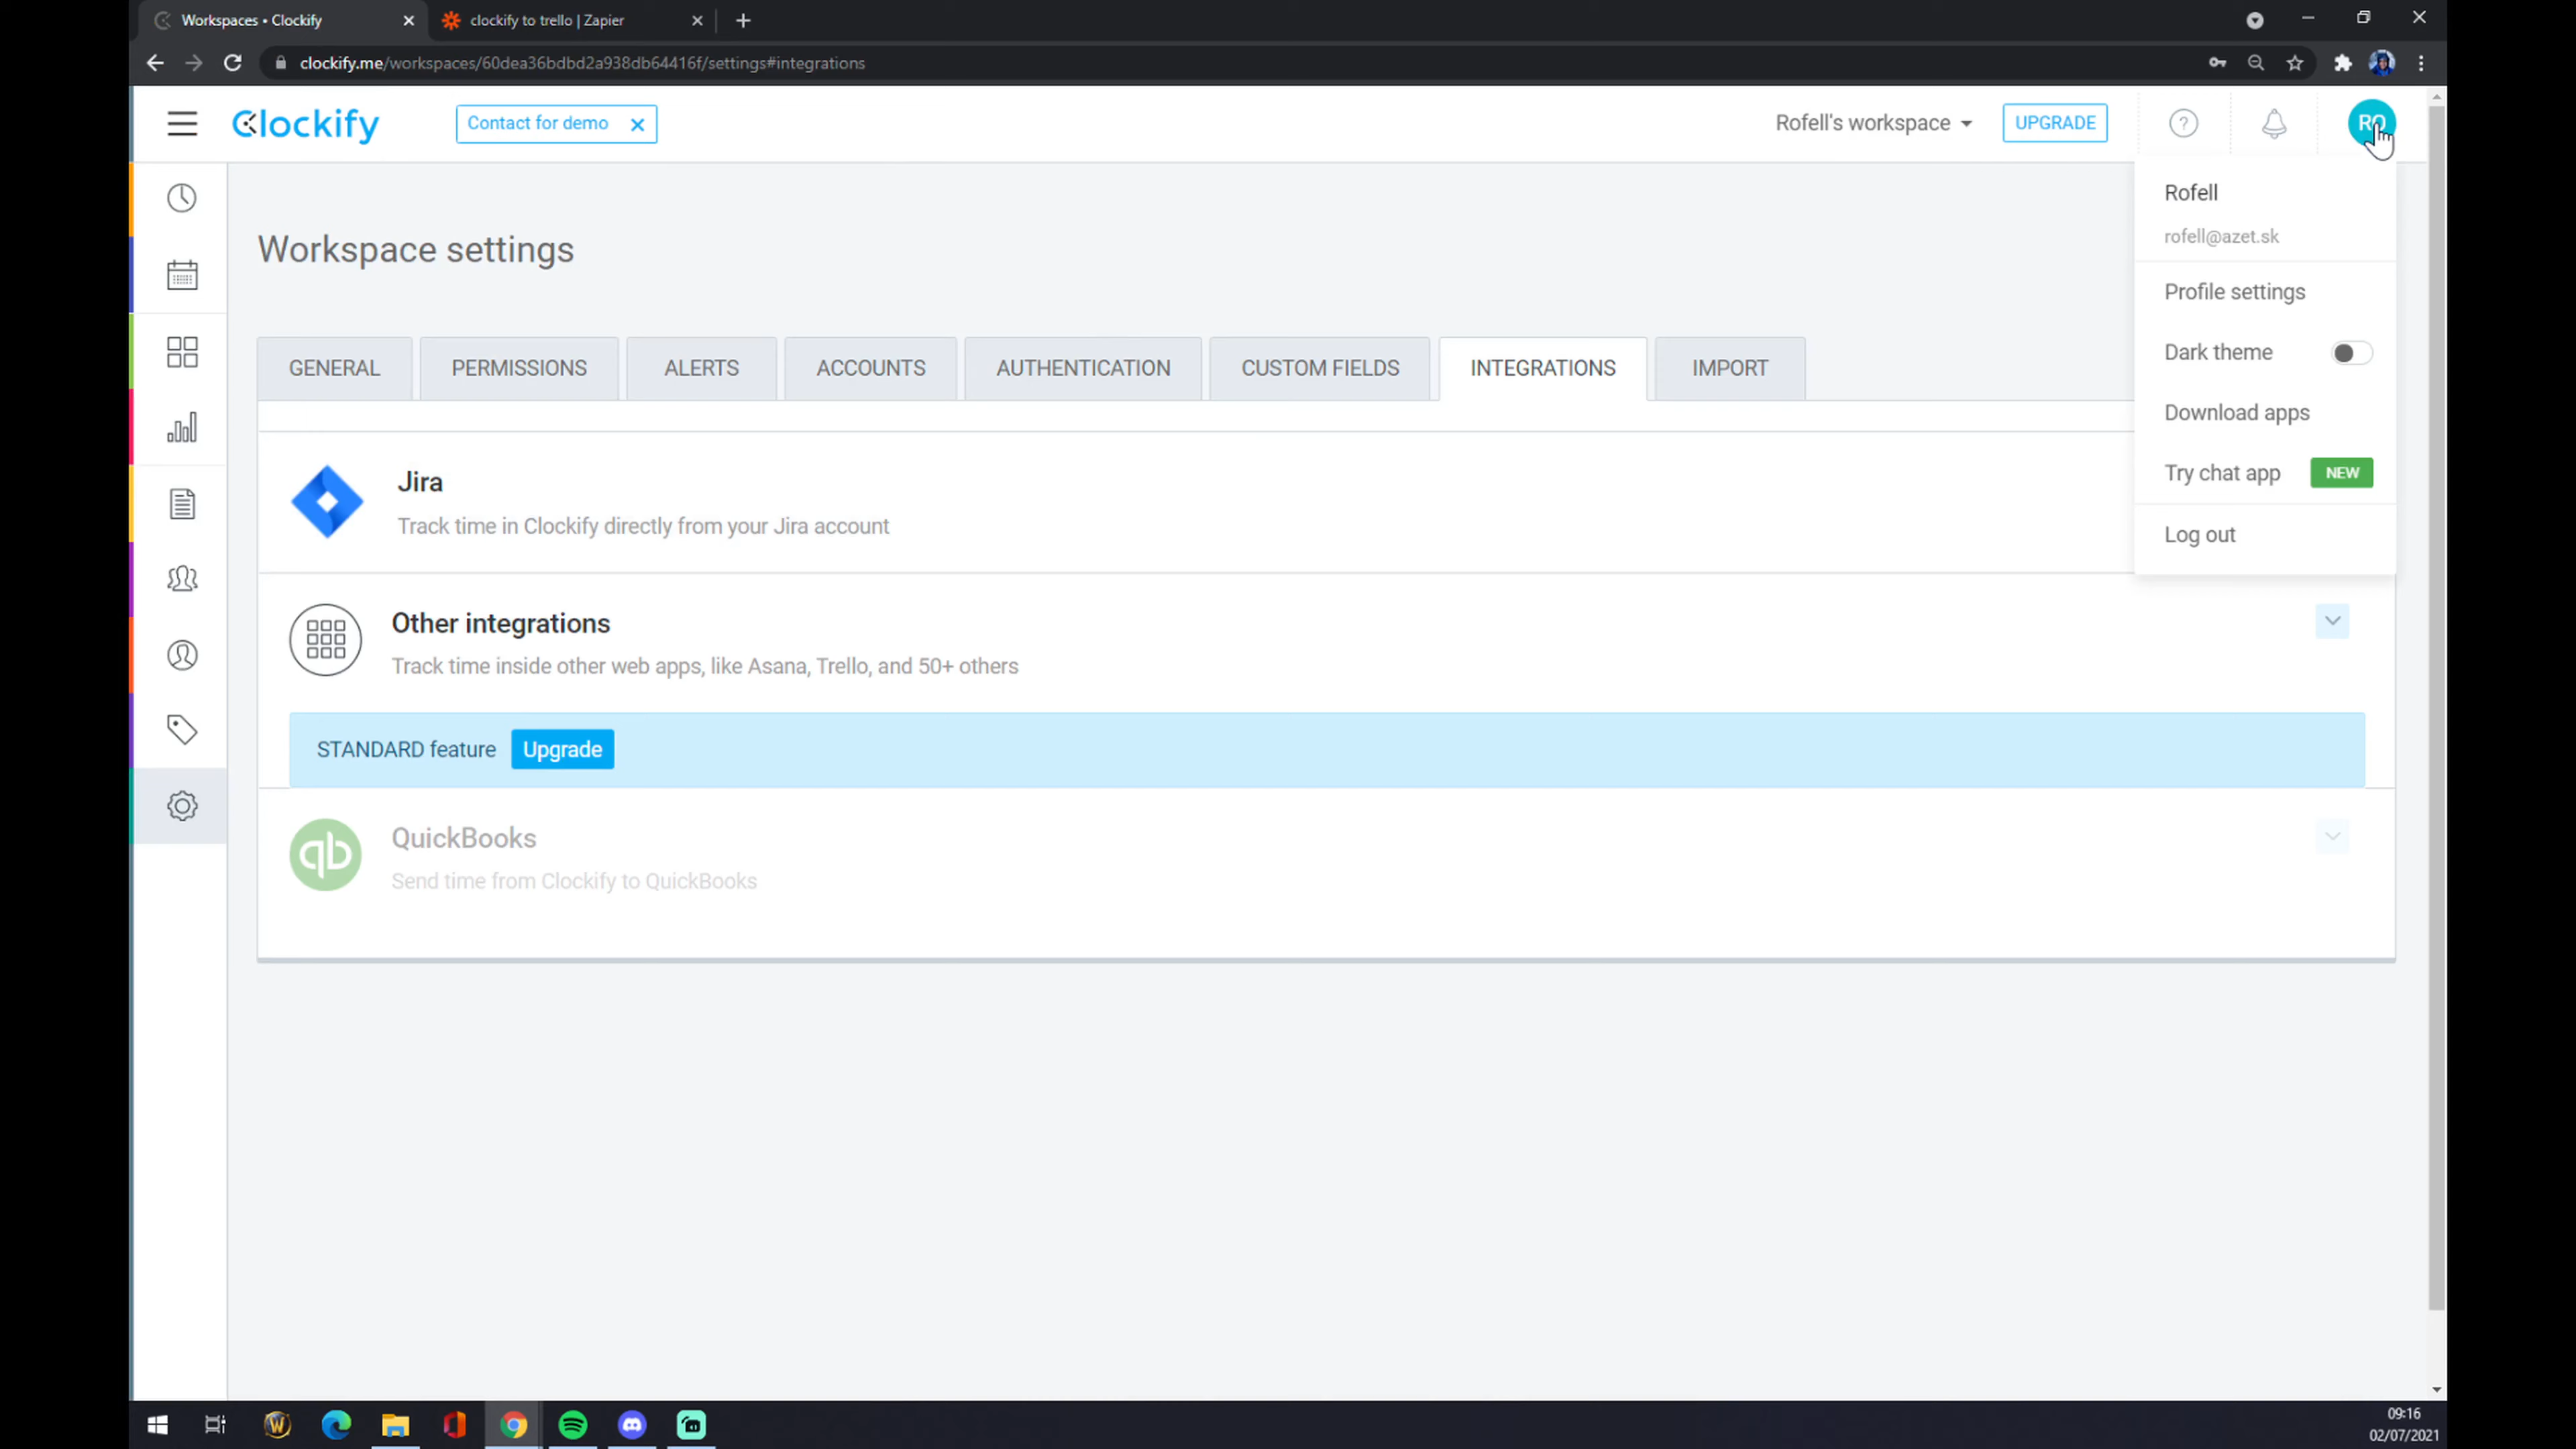 Workspaces • Clockify
clockify to trello | Zapier
clockify.me/workspaces/60dea36bdbd2a938db64416f/settings#integrations
Clockify
Contact for demo
Rofell's workspace
UPGRADE
RO
Rofell
rofell@azet.sk
Profile settings
Dark theme
Download apps
Try chat app NEW
Log out
Workspace settings
GENERAL PERMISSIONS ALERTS ACCOUNTS AUTHENTICATION CUSTOM FIELDS INTEGRATIONS IMPORT
Jira
Track time in Clockify directly from your Jira account
Other integrations
Track time inside other web apps, like Asana, Trello, and 50+ others
STANDARD feature Upgrade
qb
QuickBooks
Send time from Clockify to QuickBooks
09:16
02/07/2021